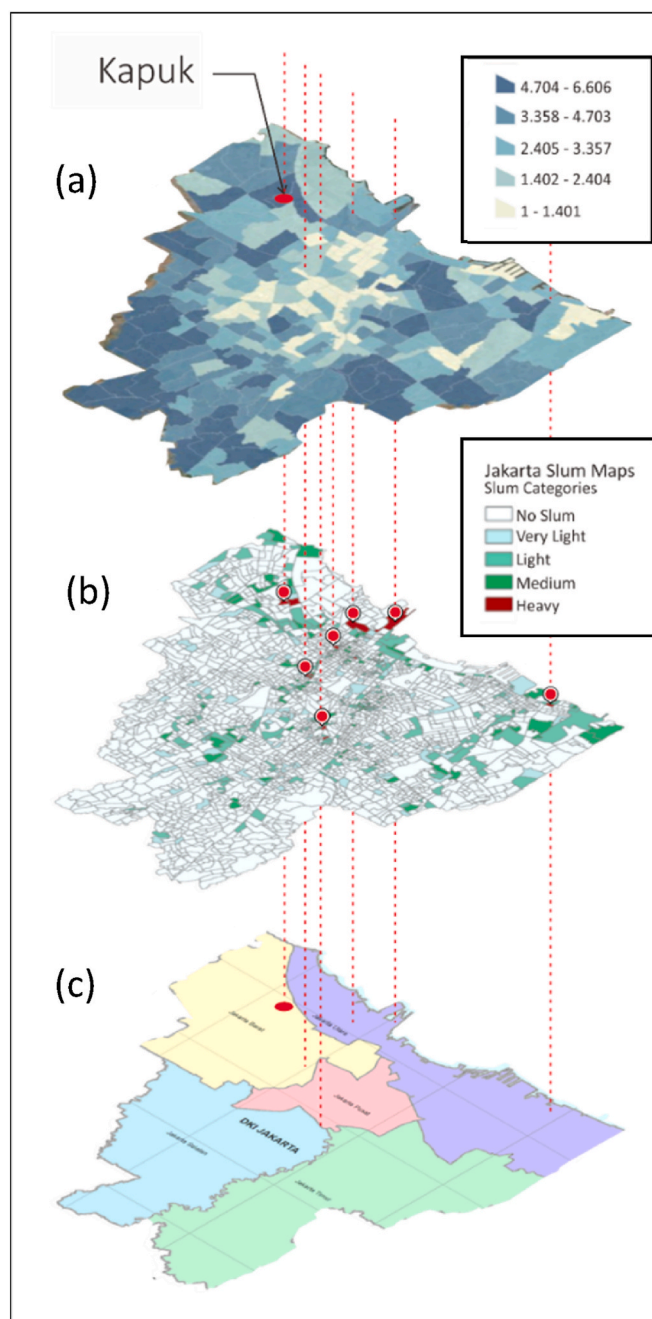 Kapuk
(a)
4.704 - 6.606
3.358 - 4.703
2.405 - 3.357
1.402 - 2.404
1 - 1.401
Jakarta Slum Maps
Slum Categories
No Slum
Very Light
Light
Medium
Heavy
(b)
(c)
Jakarta Barat
Jakarta Utara
Jakarta Pusat
DKI JAKARTA
Jakarta Selatan
Jakarta Timur